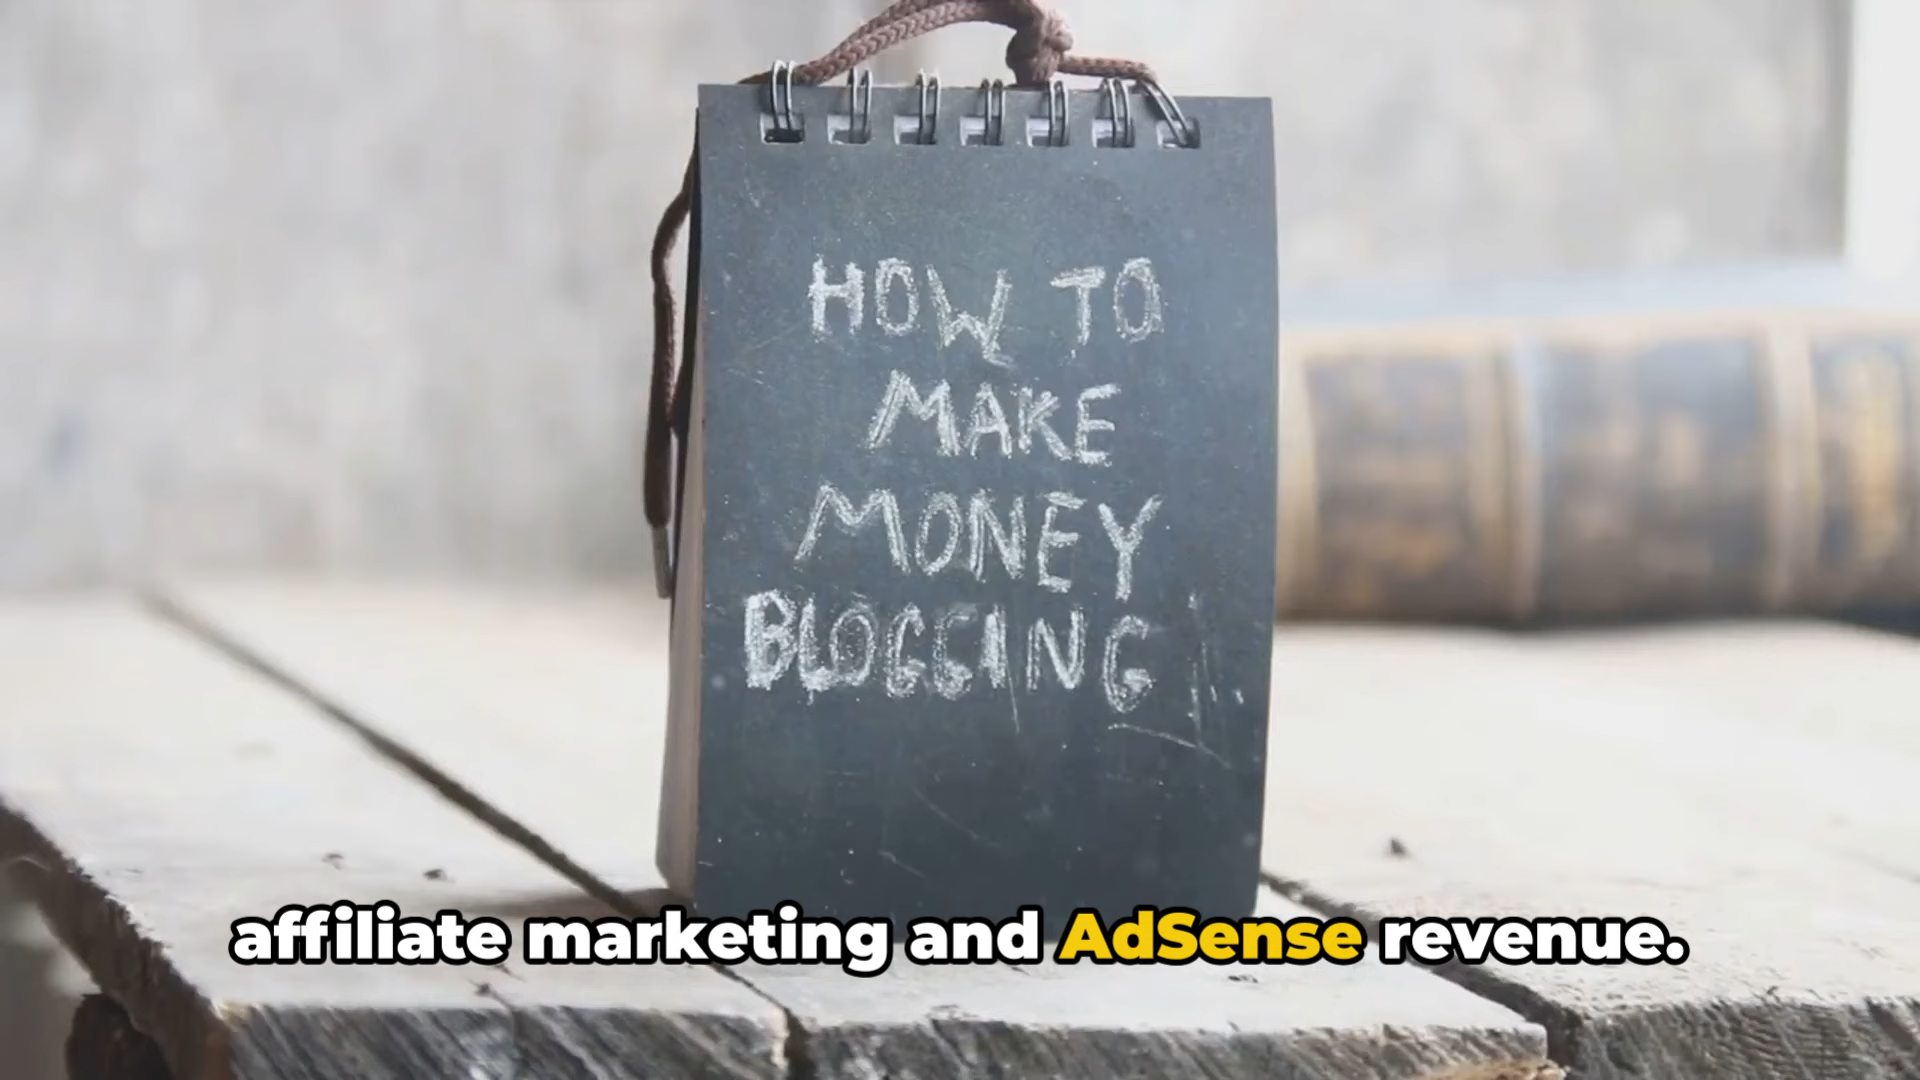 HOW TO
MAKE
MONEY
BLOGGING
affiliate marketing and AdSense revenue.